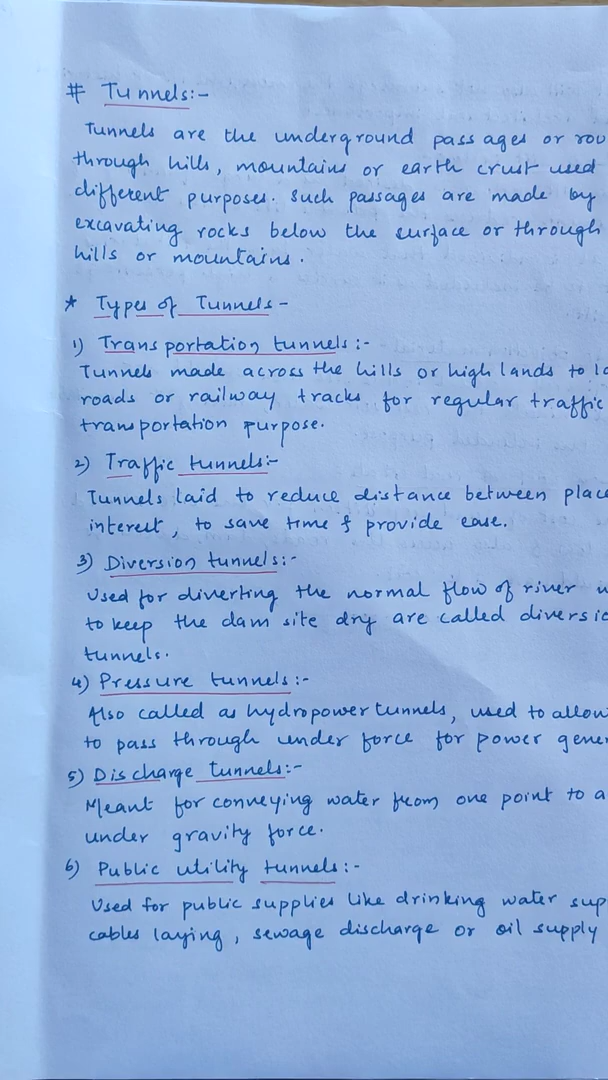 # Tunnels:-
Tunnels are the underground passages or rou
through hills, mountains or earth crust used
different purposes. Such passages are made by
excavating rocks below the surface or through
hills or mountains.
* Types of Tunnels-
1) Transportation tunnels:-
Tunnels made across the hills or high lands to la
roads or railway tracks for regular traffic
transportation purpose.
2) Traffic tunnels:-
Tunnels laid to reduce distance between place
interest, to save time & provide ease.
3) Diversion tunnels:-
Used for diverting the normal flow of river w
to keep the dam site dry are called diversio
tunnels.
4) Pressure tunnels:-
Also called as hydropower tunnels, used to allow
to pass through under force for power gener
5) Discharge tunnels:-
Meant for conveying water from one point to a
under gravity force.
6) Public utility tunnels:-
Used for public supplies like drinking water sup
cables laying, sewage discharge or oil supply